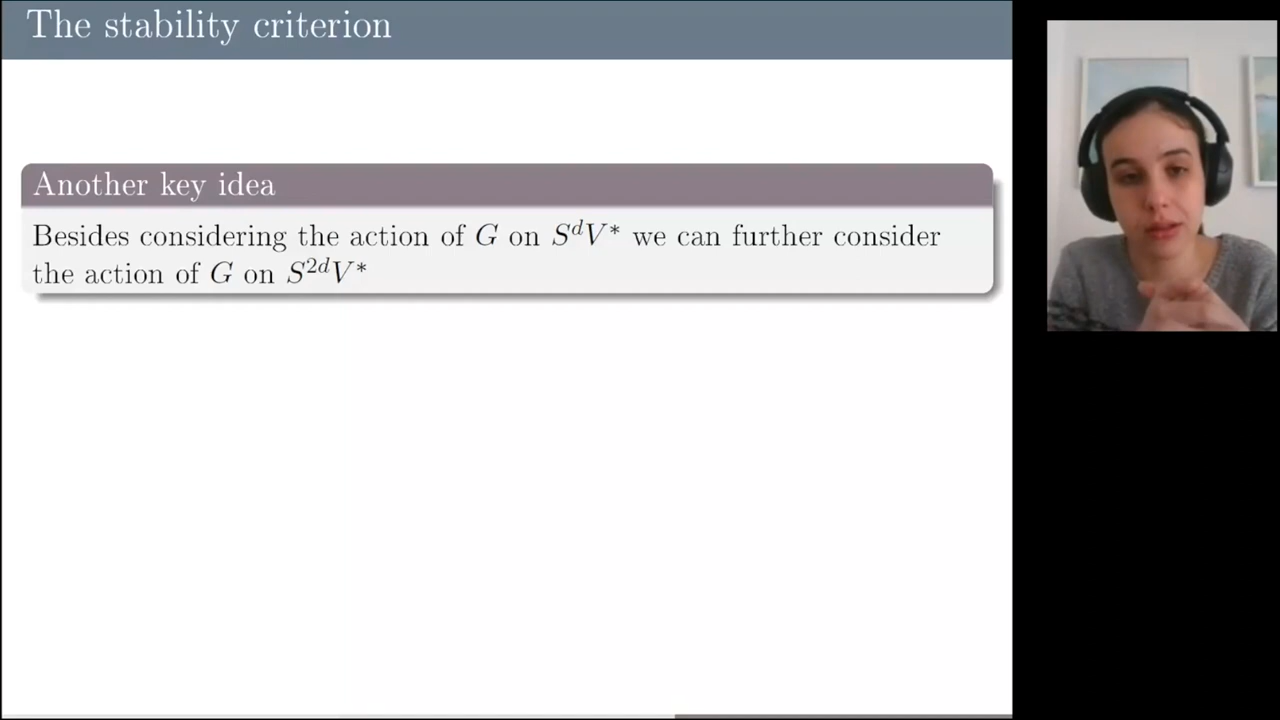 The stability criterion
Another key idea
Besides considering the action of G on S^dV* we can further consider
the action of G on S^{2d}V*